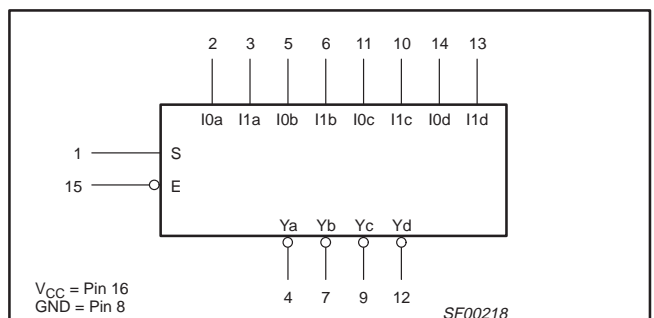 2 3 5 6 11 10 14 13
I0a I1a I0b I1b I0c I1c I0d I1d
1 S
15 E
Ya Yb Yc Yd
4 7 9 12
VCC = Pin 16
GND = Pin 8
SF00218